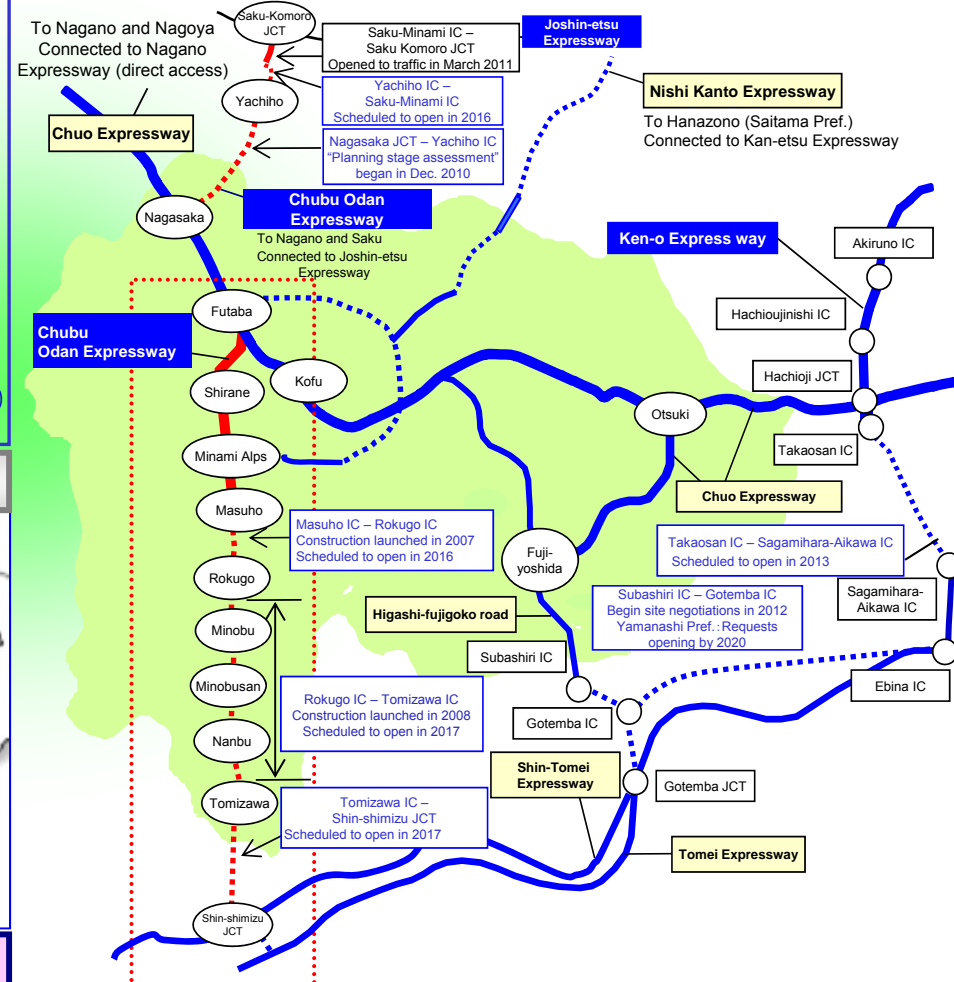 To Nagano and Nagoya
Connected to Nagano
Expressway (direct access)
Saku-Komoro
JCT
Saku-Minami IC –
Saku Komoro JCT
Opened to traffic in March 2011
Joshin-etsu
Expressway
Yachiho IC –
Saku-Minami IC
Scheduled to open in 2016
Nishi Kanto Expressway
To Hanazono (Saitama Pref.)
Connected to Kan-etsu Expressway
Yachiho
Chuo Expressway
Nagasaka JCT – Yachiho IC
“Planning stage assessment”
began in Dec. 2010
Nagasaka
Chubu Odan
Expressway
To Nagano and Saku
Connected to Joshin-etsu
Expressway
Ken-o Express way
Akiruno IC
Futaba
Hachioujinishi IC
Chubu
Odan Expressway
Kofu
Shirane
Hachioji JCT
Otsuki
Takaosan IC
Minami Alps
Chuo Expressway
Masuho
Masuho IC – Rokugo IC
Construction launched in 2007
Scheduled to open in 2016
Takaosan IC – Sagamihara-Aikawa IC
Scheduled to open in 2013
Fuji-
yoshida
Rokugo
Subashiri IC – Gotemba IC
Begin site negotiations in 2012
Yamanashi Pref.: Requests
opening by 2020
Sagamihara-
Aikawa IC
Higashi-fujigoko road
Minobu
Subashiri IC
Minobusan
Ebina IC
Rokugo IC – Tomizawa IC
Construction launched in 2008
Scheduled to open in 2017
Gotemba IC
Nanbu
Shin-Tomei
Expressway
Gotemba JCT
Tomizawa
Tomizawa IC –
Shin-shimizu JCT
Scheduled to open in 2017
Tomei Expressway
Shin-shimizu
JCT